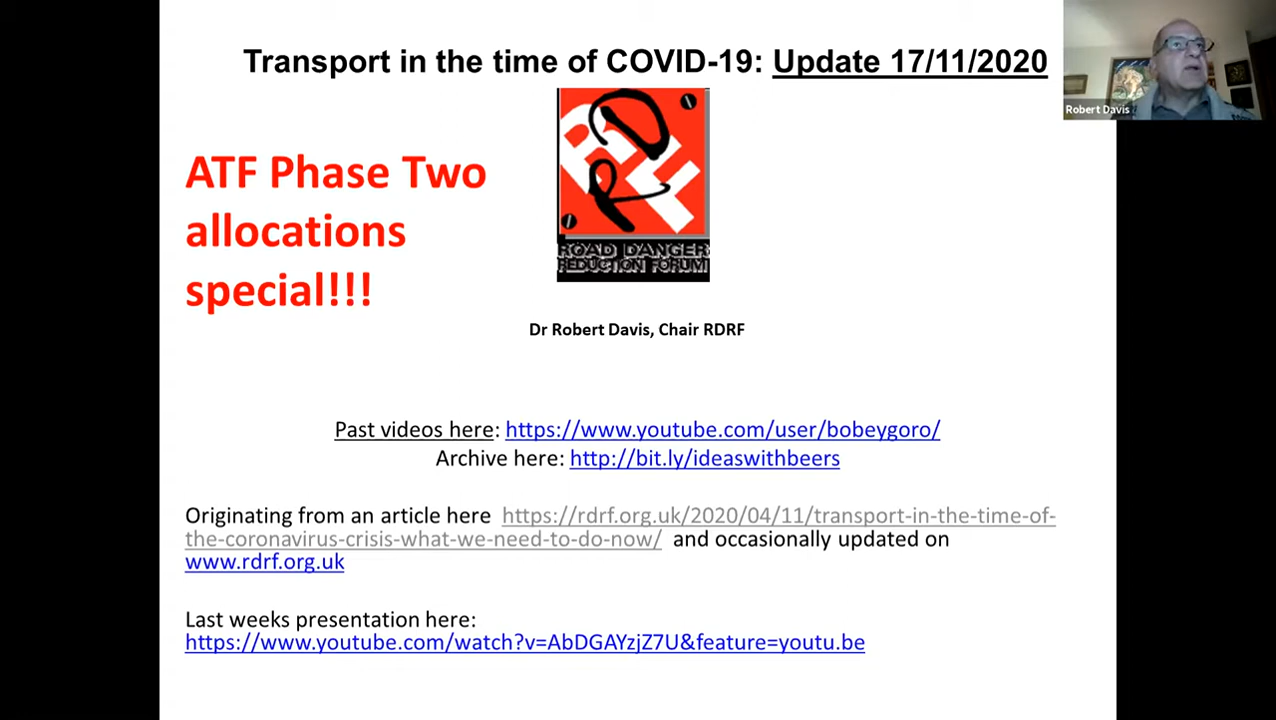 Transport in the time of COVID-19: Update 17/11/2020
Robert Davis
ATF Phase Two
allocations
special!!!
RDRF
ROAD DANGER
REDUCTION FORUM
Dr Robert Davis, Chair RDRF
Past videos here: https://www.youtube.com/user/bobeygoro/
Archive here: http://bit.ly/ideaswithbeers
Originating from an article here https://rdrf.org.uk/2020/04/11/transport-in-the-time-of-
the-coronavirus-crisis-what-we-need-to-do-now/ and occasionally updated on
www.rdrf.org.uk
Last weeks presentation here:
https://www.youtube.com/watch?v=AbDGAYzjZ7U&feature=youtu.be